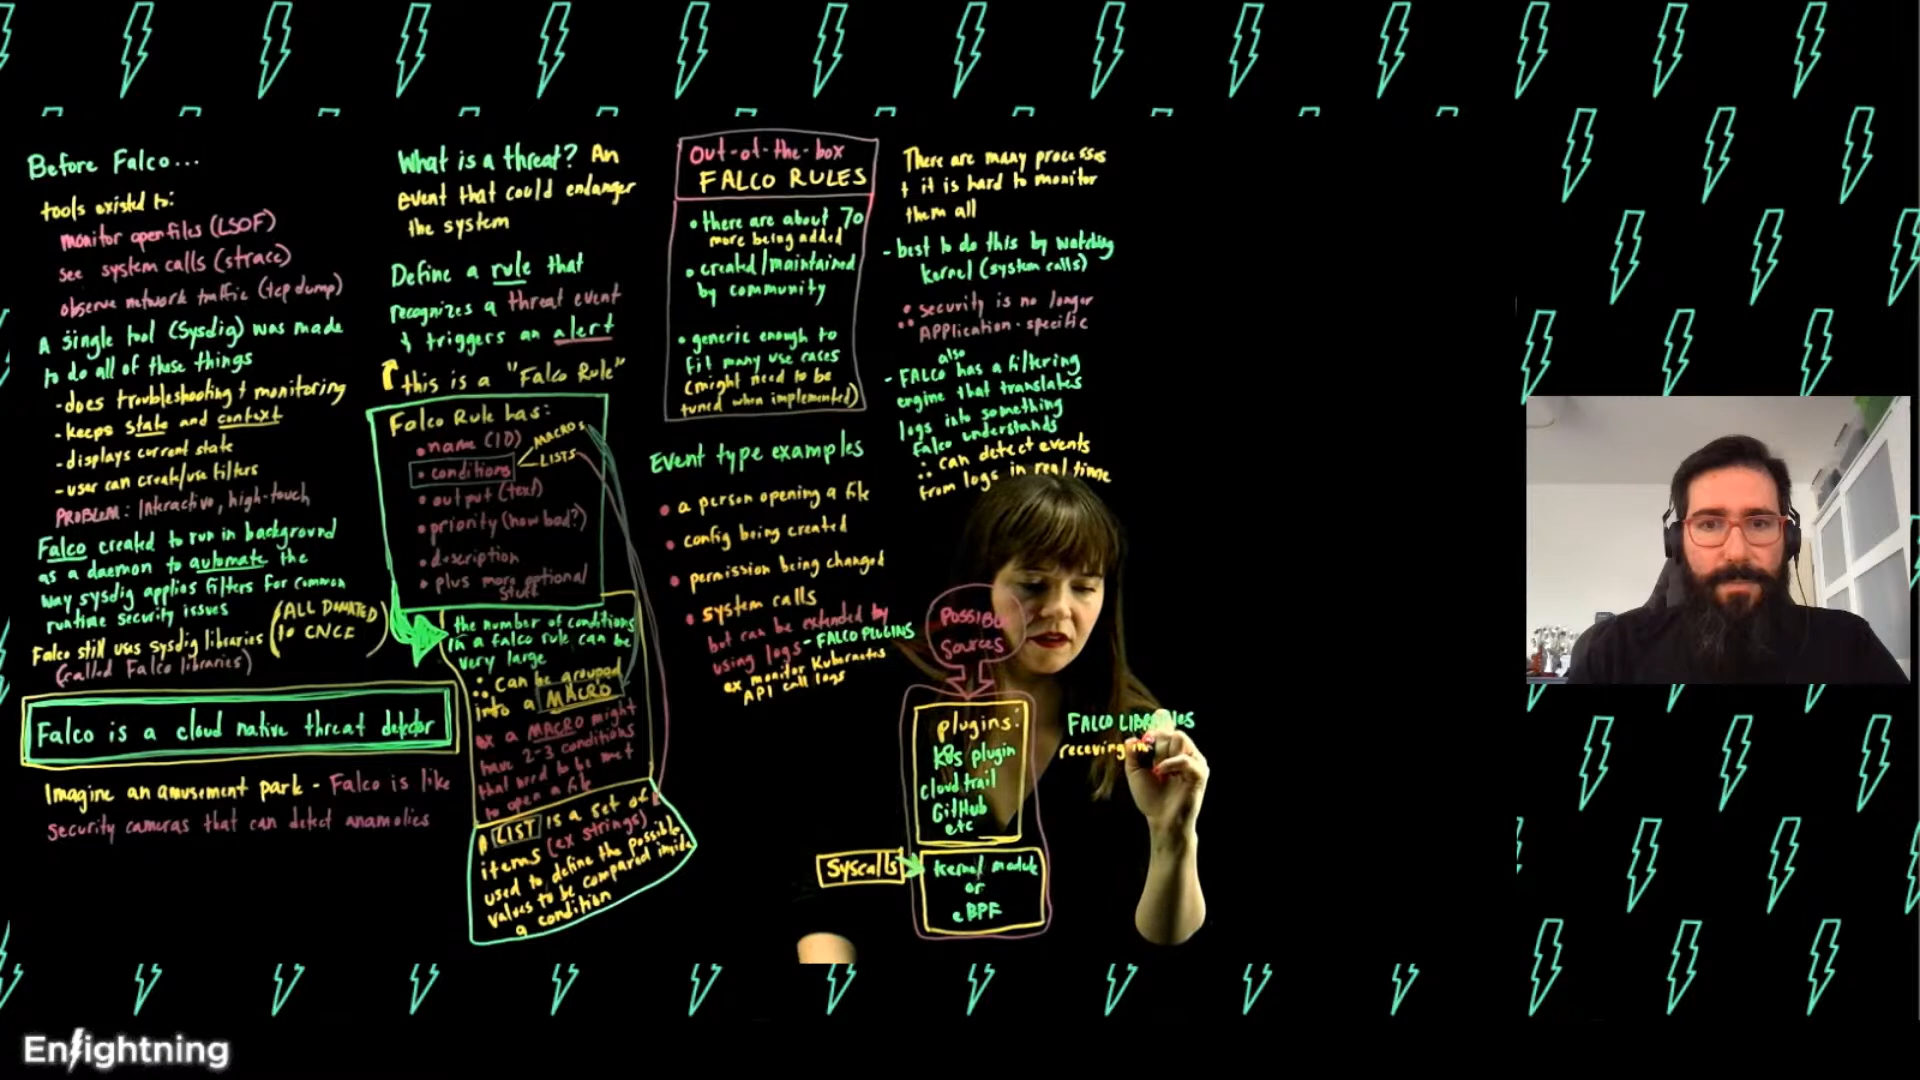 Before Falco...
tools existed to:
monitor open files (LSOF)
see system calls (strace)
observe network traffic (tcp dump)
A single tool (Sysdig) was made
to do all of these things
- does troubleshooting + monitoring
- keeps state and context
- displays current state
- user can create/use filters
PROBLEM: Interactive, high-touch
Falco created to run in background
as a daemon to automate the
way sysdig applies filters for common
runtime security issues
(ALL DONATED
to CNCF)
Falco still uses sysdig libraries
(called Falco libraries)
Falco is a cloud native threat detector
Imagine an amusement park - Falco is like
security cameras that can detect anamolies
What is a threat? An
event that could endanger
the system
Define a rule that
recognizes a threat event
& triggers an alert
this is a "Falco Rule"
Falco Rule has:
• name (ID)
• conditions
MACROS
LISTS
• output (text)
• priority (how bad?)
• description
• plus more optional
stuff
the number of conditions
in a falco rule can be
very large
∴ can be grouped
into a MACRO
ex a MACRO might
have 2-3 conditions
that need to be met
to open a file
A LIST is a set of
items (ex strings)
used to define the possible
values to be compared inside
a condition
Out-of-the-box
FALCO RULES
• there are about 70
more being added
• created/maintained
by community
• generic enough to
fit many use cases
(might need to be
tuned when implemented)
Event type examples
• a person opening a file
• config being created
• permission being changed
• system calls
but can be extended by
using logs - FALCO PLUGINS
ex monitor Kubernetes
API call logs
There are many processes
+ it is hard to monitor
them all
- best to do this by watching
kernel (system calls)
∴ security is no longer
APPlication-specific
also
- FALCO has a filtering
engine that translates
logs into something
Falco understands
∴ can detect events
from logs in real time
Sources
plugins:
k8s plugin
cloud trail
GitHub
etc
Syscalls
kernel module
or
eBPF
FALCO
Enlightning